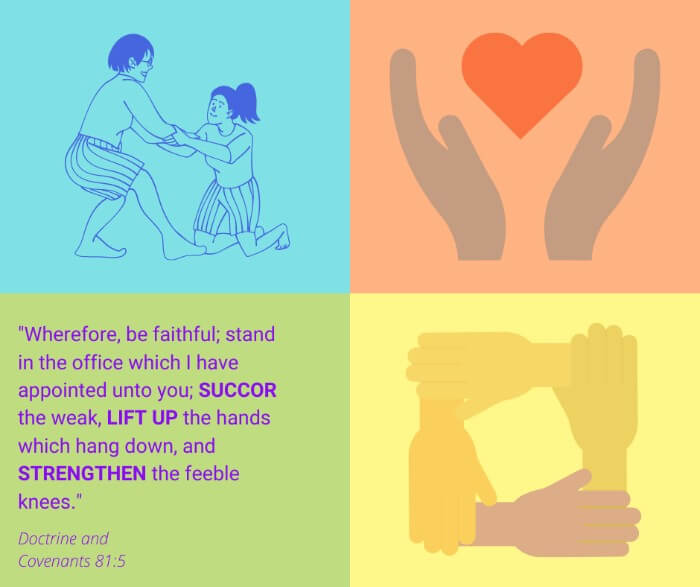 "Wherefore, be faithful; stand
in the office which I have
appointed unto you; SUCCOR
the weak, LIFT UP the hands
which hang down, and
STRENGTHEN the feeble
knees."
Doctrine and
Covenants 81:5